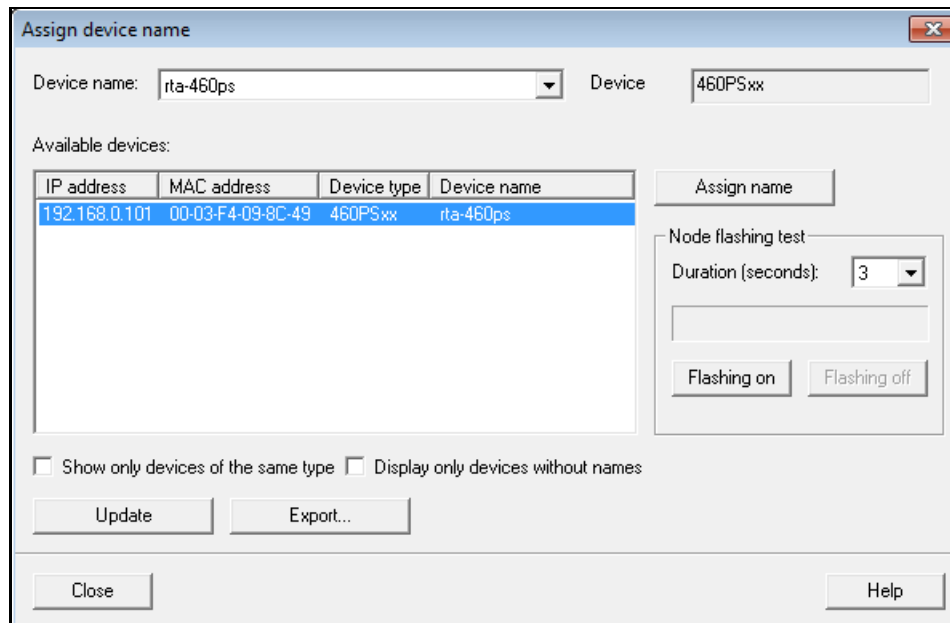 Assign device name
Device name: rta-460ps Device 460PSxx
Available devices:
IP address MAC address Device type Device name
192.168.0.101 00-03-F4-09-8C-49 460PSxx rta-460ps
Assign name
Node flashing test
Duration (seconds): 3
Flashing on Flashing off
Show only devices of the same type Display only devices without names
Update Export...
Close Help